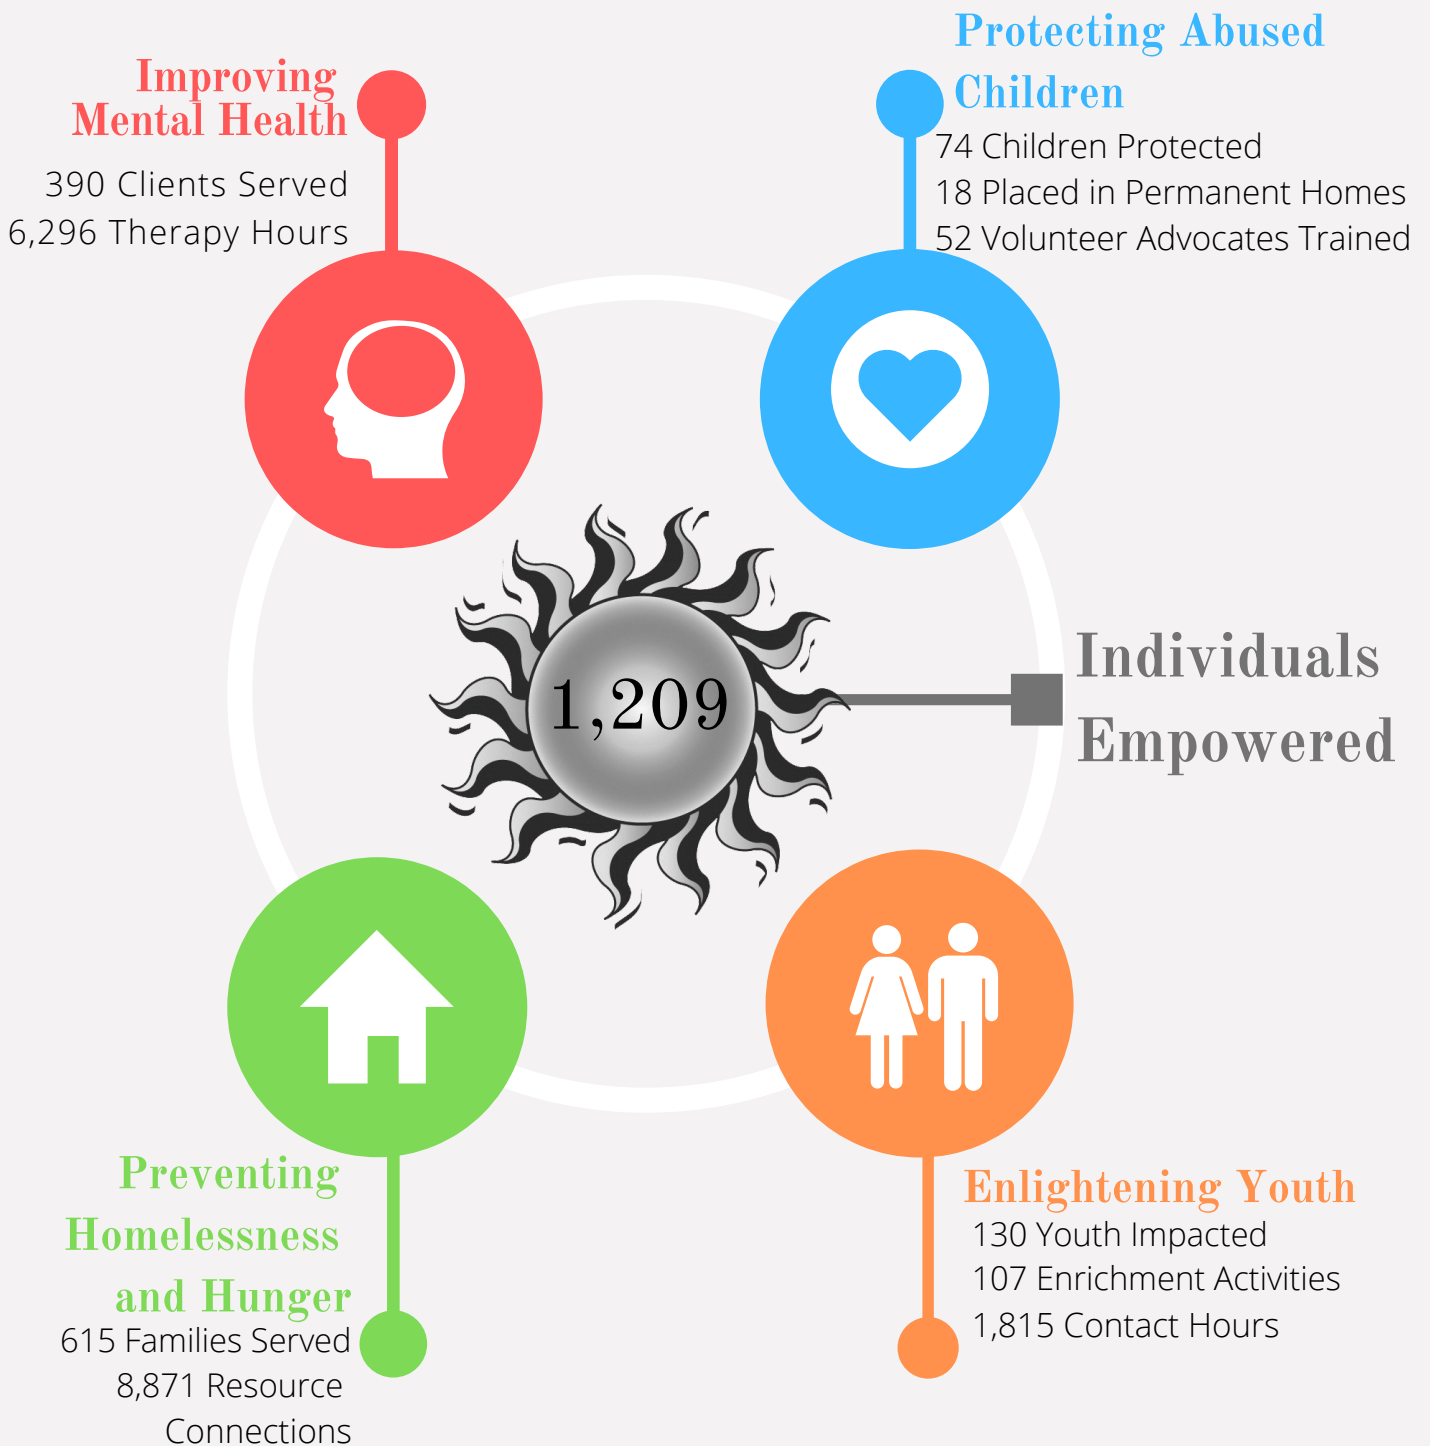 Improving
Mental Health
390 Clients Served
6,296 Therapy Hours
Protecting Abused
Children
74 Children Protected
18 Placed in Permanent Homes
52 Volunteer Advocates Trained
1,209
Individuals
Empowered
Preventing
Homelessness
and Hunger
615 Families Served
8,871 Resource
Connections
Enlightening Youth
130 Youth Impacted
107 Enrichment Activities
1,815 Contact Hours